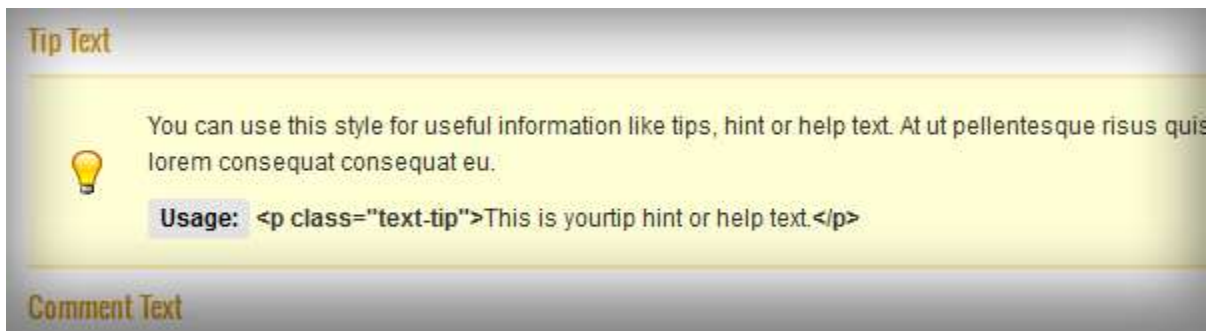 Tip Text
You can use this style for useful information like tips, hint or help text. At ut pellentesque risus quis
lorem consequat consequat eu.
Usage: <p class="text-tip">This is yourtip hint or help text.</p>
Comment Text